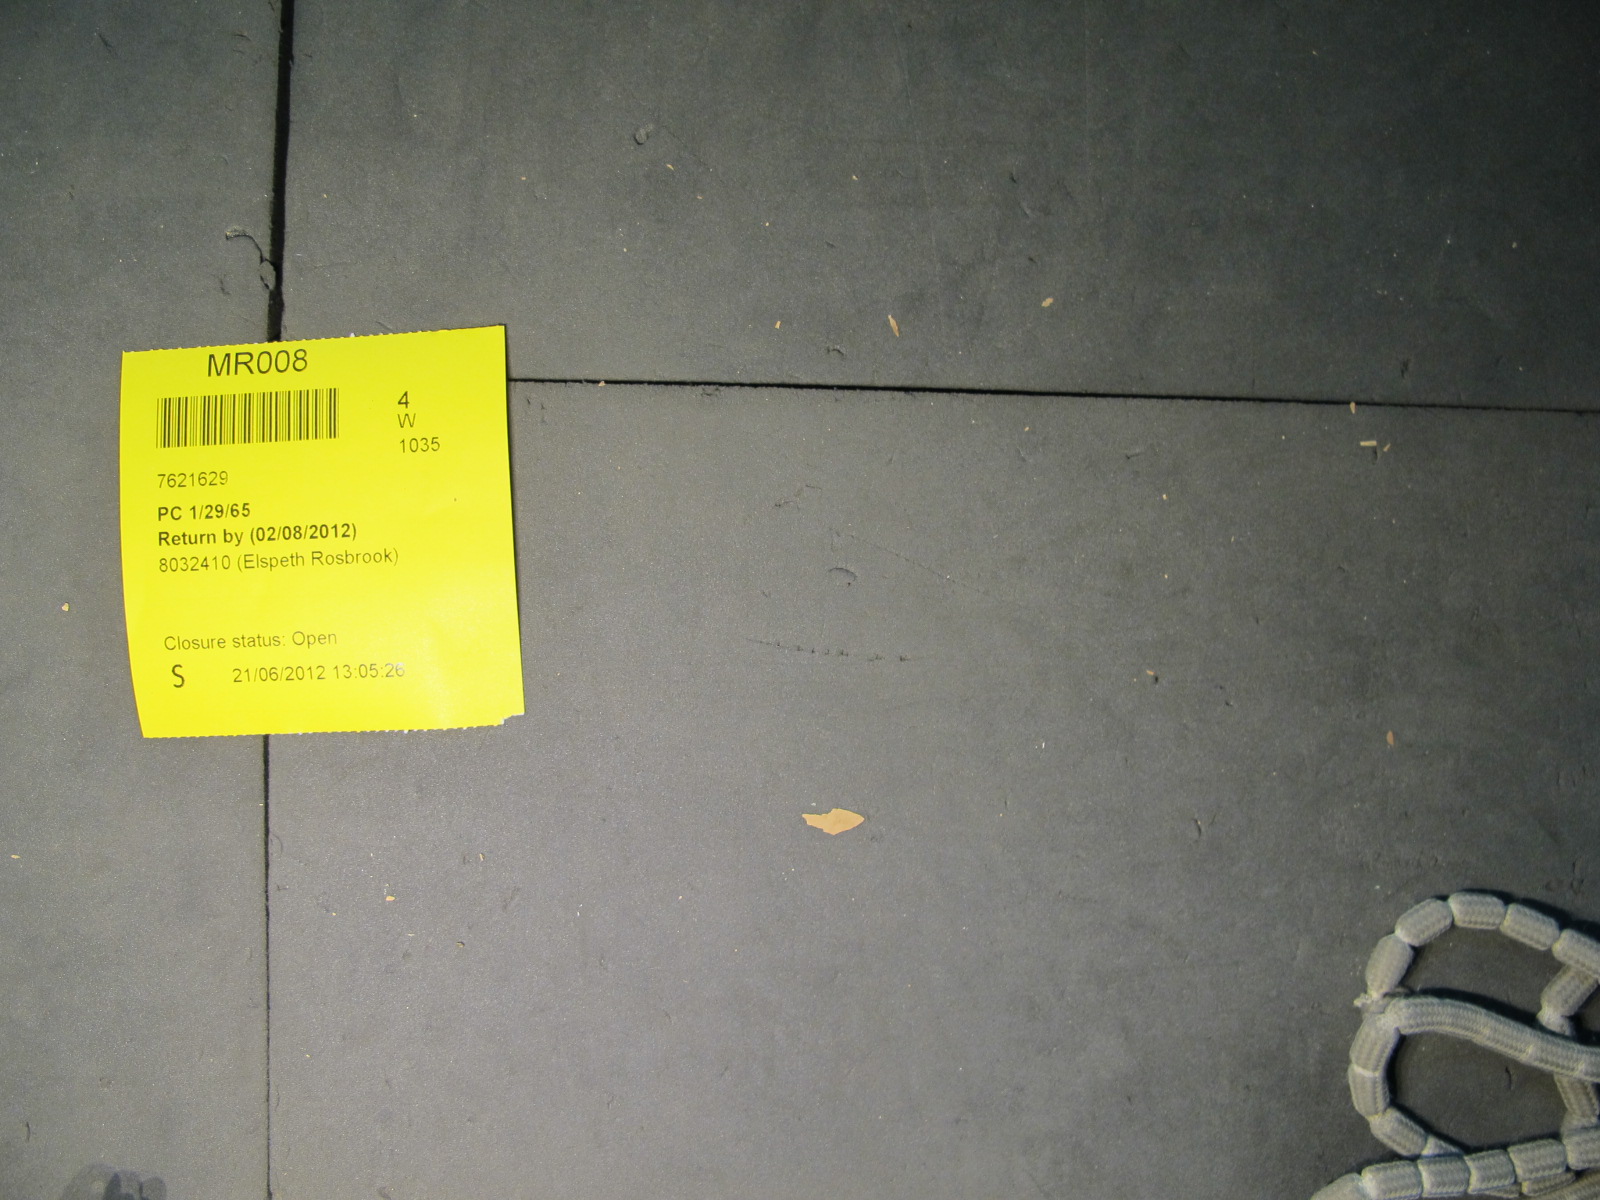 MR008
4
W
1035
7621629
PC 1/29/65
Return by (02/08/2012)
8032410 (Elspeth Rosbrook)
Closure status: Open
S 21/06/2012 13:05:26